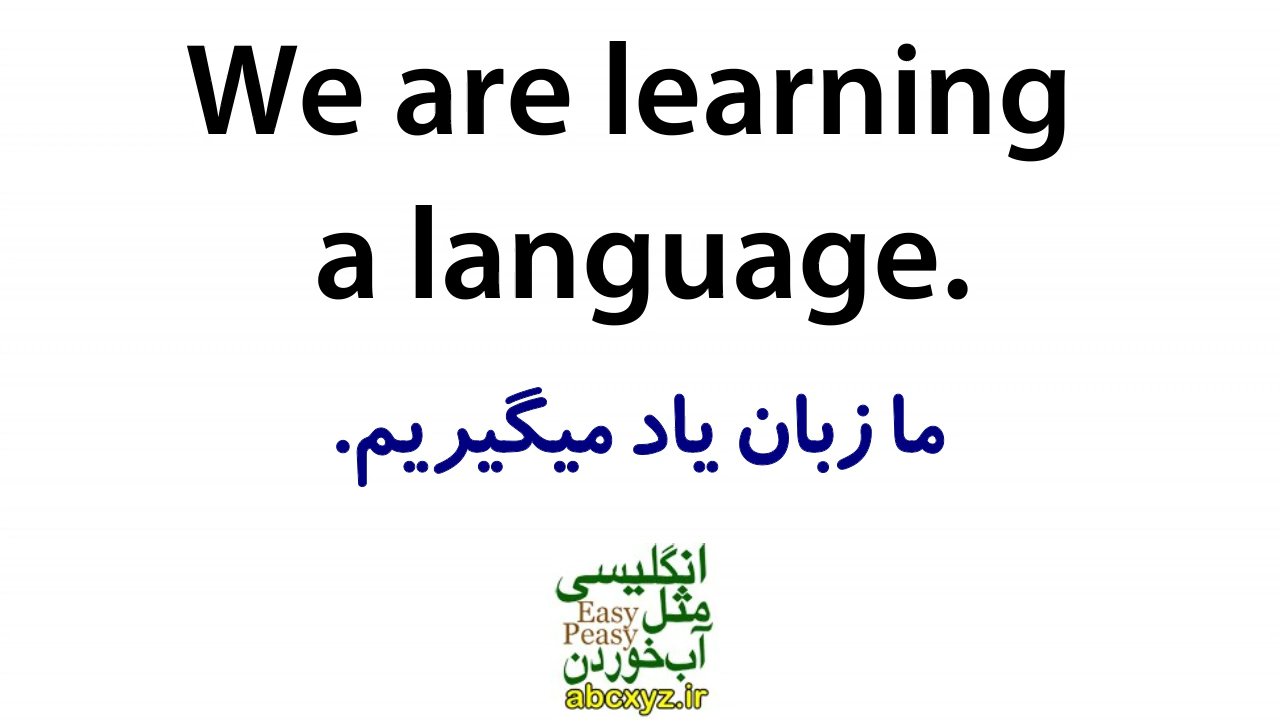 We are learning
a language.
ما زبان یاد میگیریم.
انگلیسی
مثل Easy
Peasy
آب‌خوردن
abcxyz.ir